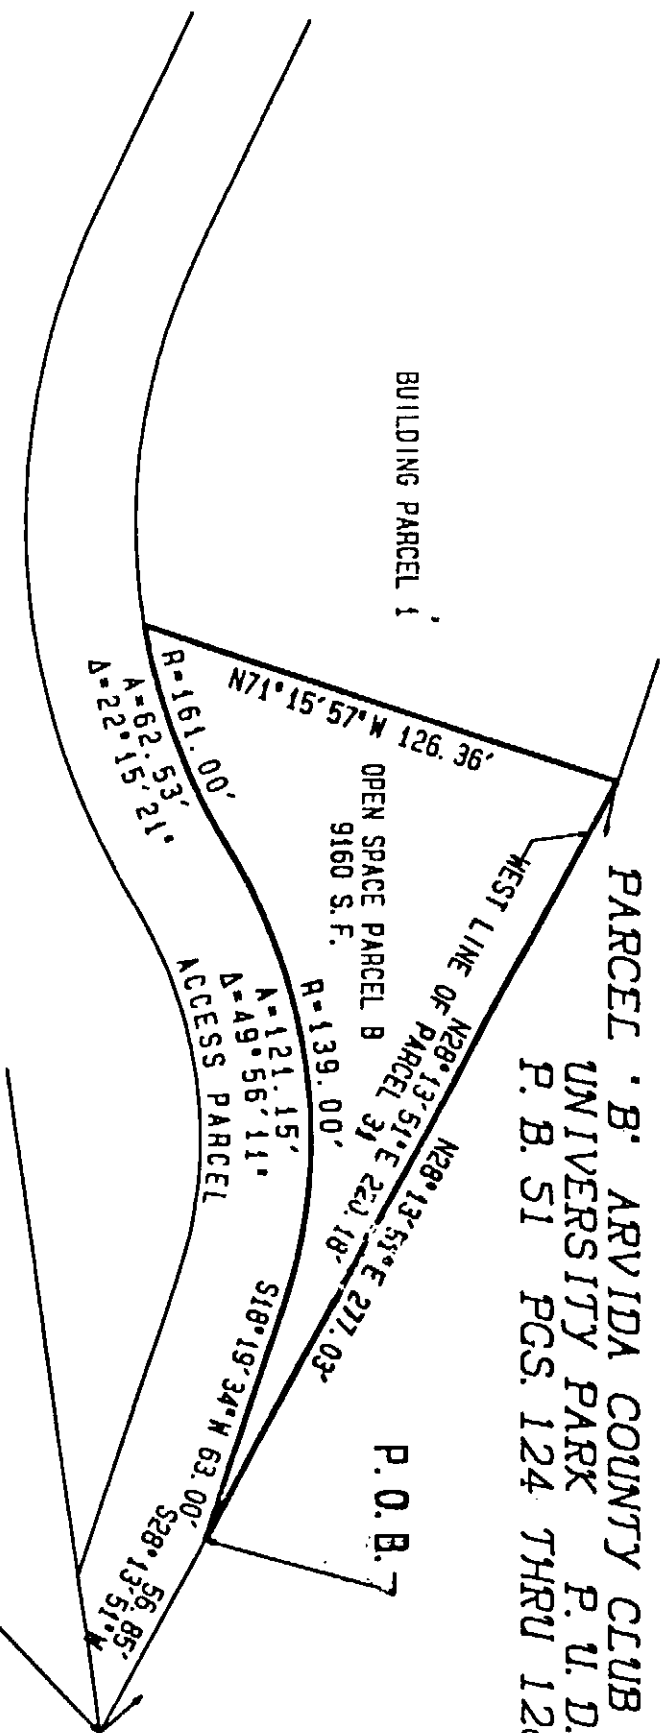 PARCEL "B" ARVIDA COUNTY CLUB
UNIVERSITY PARK P. U. D.
P. B. 51 PGS. 124 THRU
BUILDING PARCEL 1
N71°15'57"W 126.36'
WEST LINE OF PARCEL 31
N28°13'51"E 277.03'
N28°13'51"E 220.18'
OPEN SPACE PARCEL B
9160 S.F.
P.O.B.
R=161.00'
A=62.53'
Δ=22°15'21"
R=139.00'
A=121.15'
Δ=49°56'11"
ACCESS PARCEL
S18°19'34"W 63.00'
56.85'
S28°13'51"W